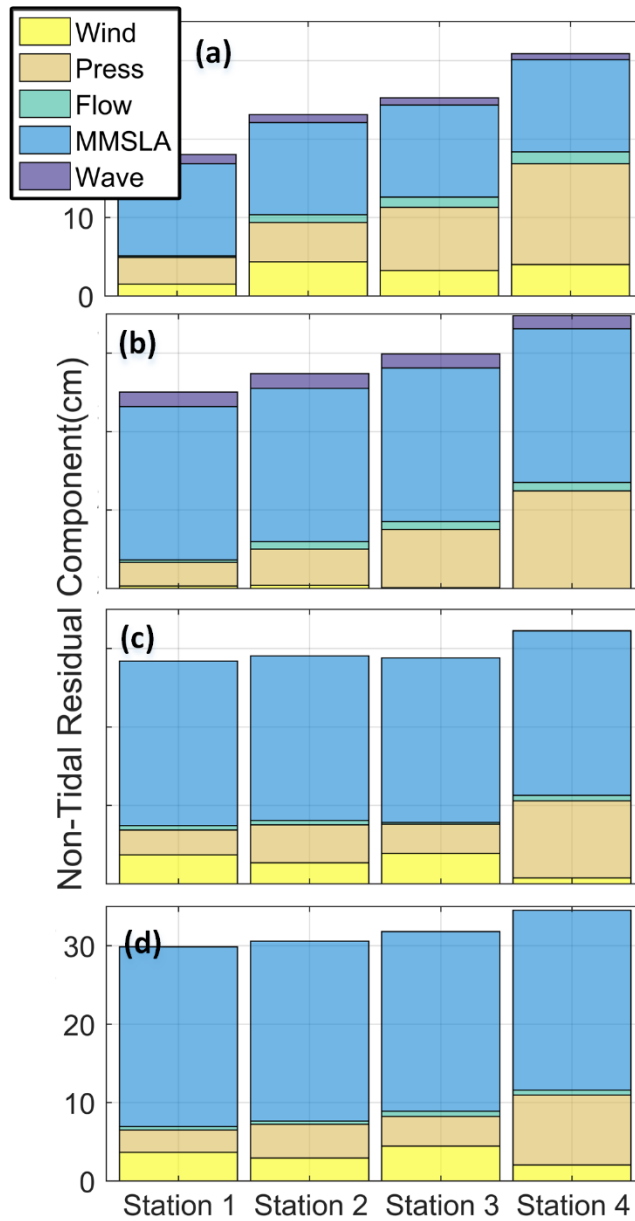 Wind
Press
Flow
MMSLA
Wave
(a)
10
0
(b)
Non-Tidal Residual Component(cm)
(c)
(d)
30
20
10
0
Station 1 Station 2 Station 3 Station 4